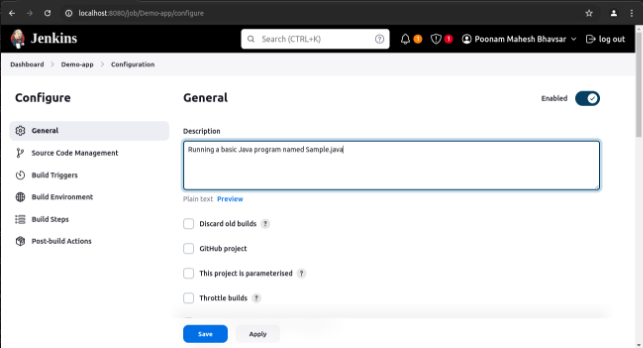 localhost:8080/job/Demo-app/configure
Jenkins
Search (CTRL+K)
?
1
1
Poonam Mahesh Bhavsar
log out
Dashboard > Demo-app > Configuration
Configure
General
Source Code Management
Build Triggers
Build Environment
Build Steps
Post-build Actions
General
Enabled
Description
Running a basic Java program named Sample.java
Plain text Preview
Discard old builds ?
GitHub project
This project is parameterised ?
Throttle builds ?
Save Apply